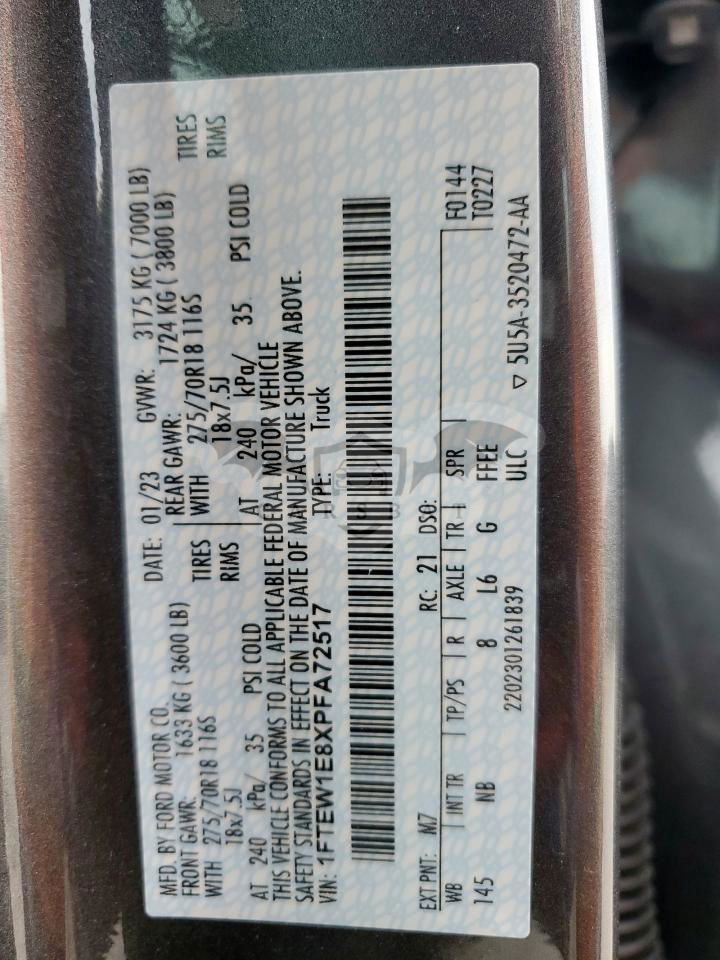 MFD. BY FORD MOTOR CO.
DATE: 01/23 GVWR: 3175 KG ( 7000 LB)
FRONT GAWR: 1633 KG ( 3600 LB)
REAR GAWR: 1724 KG ( 3800 LB)
WITH 275/70R18 116S TIRES
WITH 275/70R18 116S TIRES
18x7.5J RIMS
18x7.5J RIMS
AT 240 kPa/ 35 PSI COLD
AT 240 kPa/ 35 PSI COLD
THIS VEHICLE CONFORMS TO ALL APPLICABLE FEDERAL MOTOR VEHICLE
SAFETY STANDARDS IN EFFECT ON THE DATE OF MANUFACTURE SHOWN ABOVE.
VIN: 1FTEW1E8XPFA72517 TYPE: Truck
EXT PNT: M7 RC: 21 DSO: F0144
WB INT TR TP/PS R AXLE TR SPR T0227
145 NB 8 L6 G FFEE
ULC
2202301261839 ▽ 5U5A-3520472-AA